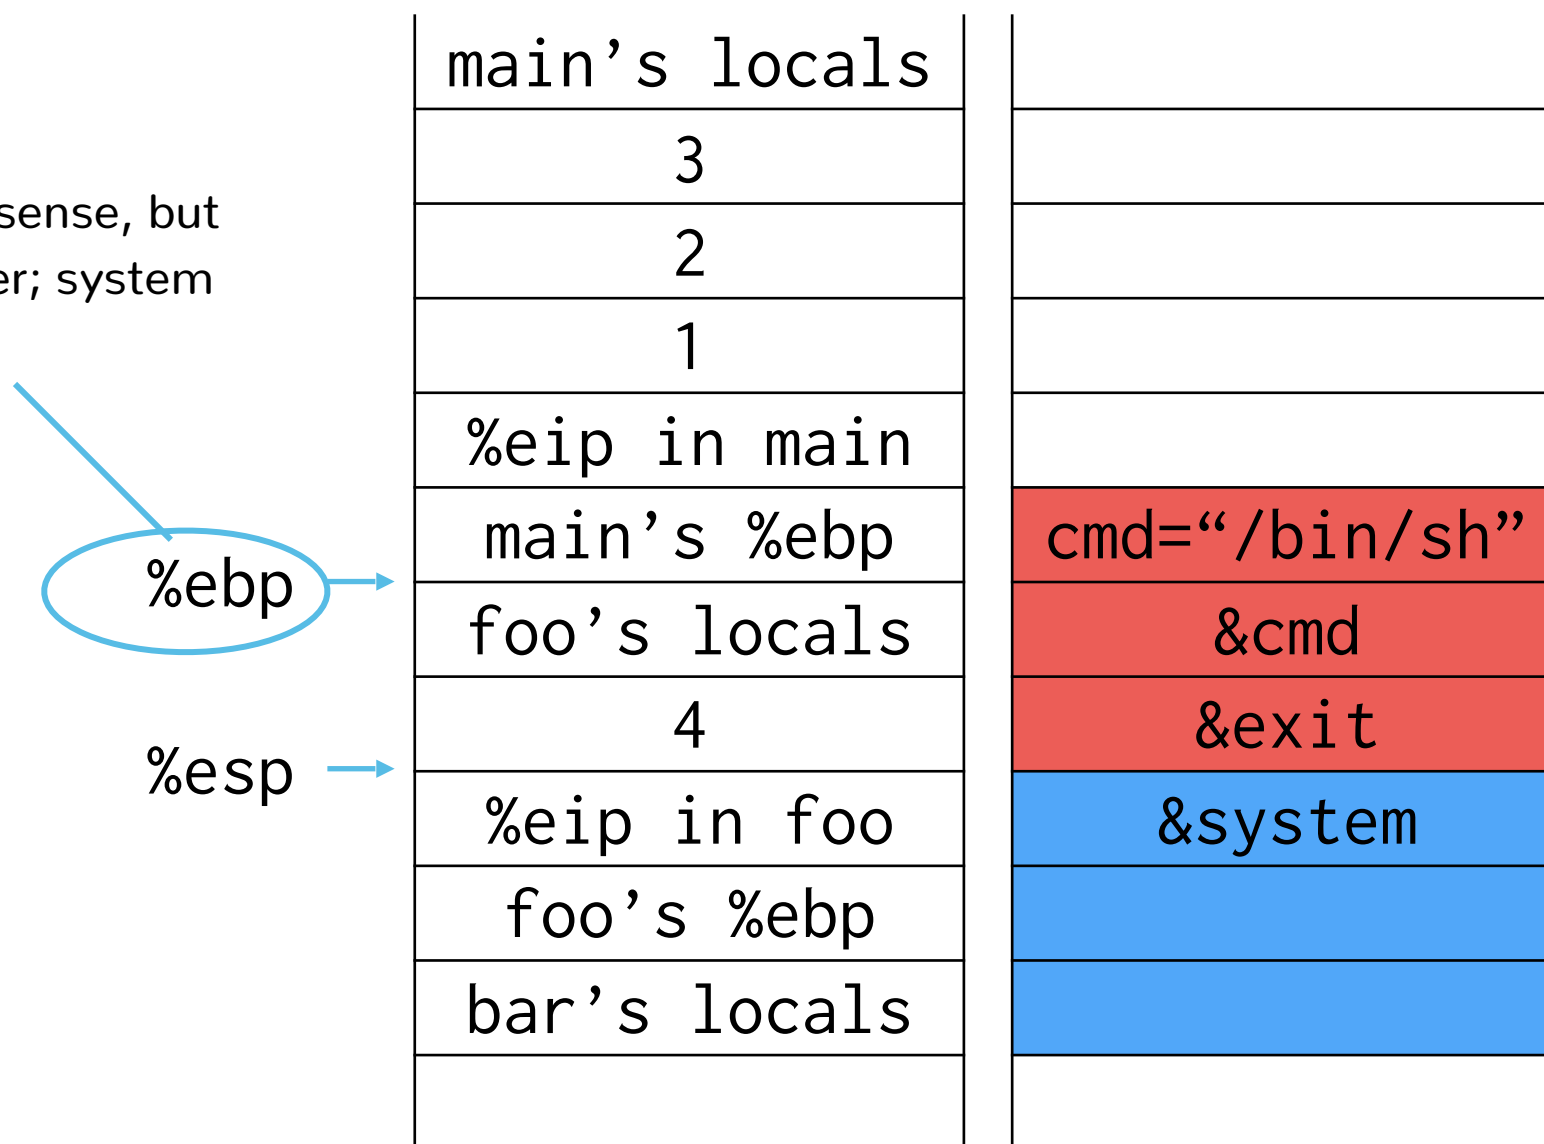 sense, but
er; system
%ebp
%esp
main’s locals
3
2
1
%eip in main
main’s %ebp
foo’s locals
4
%eip in foo
foo’s %ebp
bar’s locals
cmd=“/bin/sh”
&cmd
&exit
&system